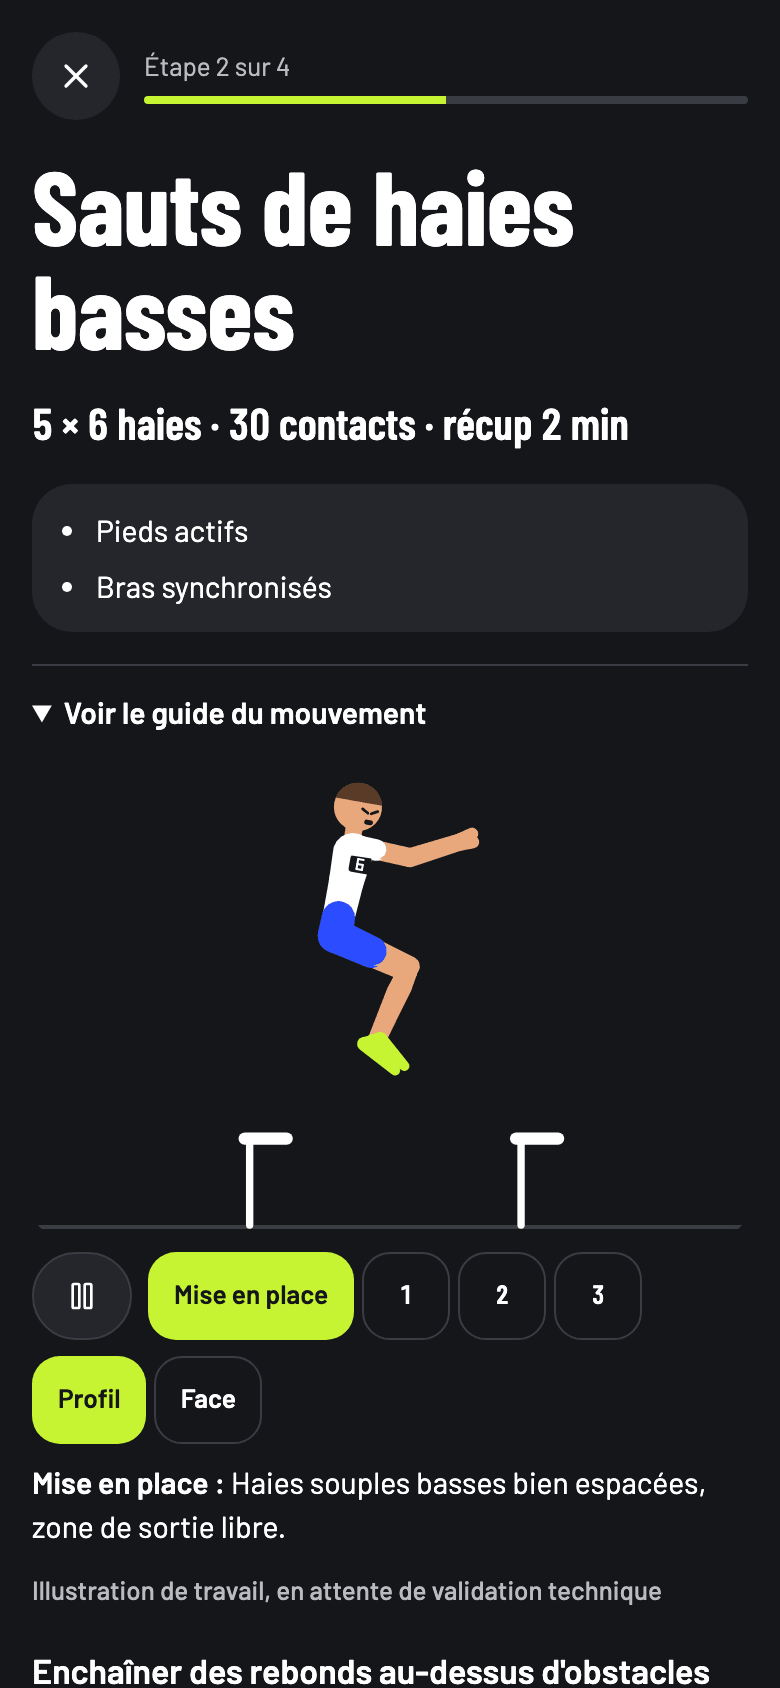 Étape 2 sur 4
Sauts de haies
basses
5 × 6 haies · 30 contacts · récup 2 min
• Pieds actifs
• Bras synchronisés
▼ Voir le guide du mouvement
6
Mise en place 1 2 3
Profil Face
Mise en place : Haies souples basses bien espacées,
zone de sortie libre.
Illustration de travail, en attente de validation technique
Enchaîner des rebonds au-dessus d'obstacles